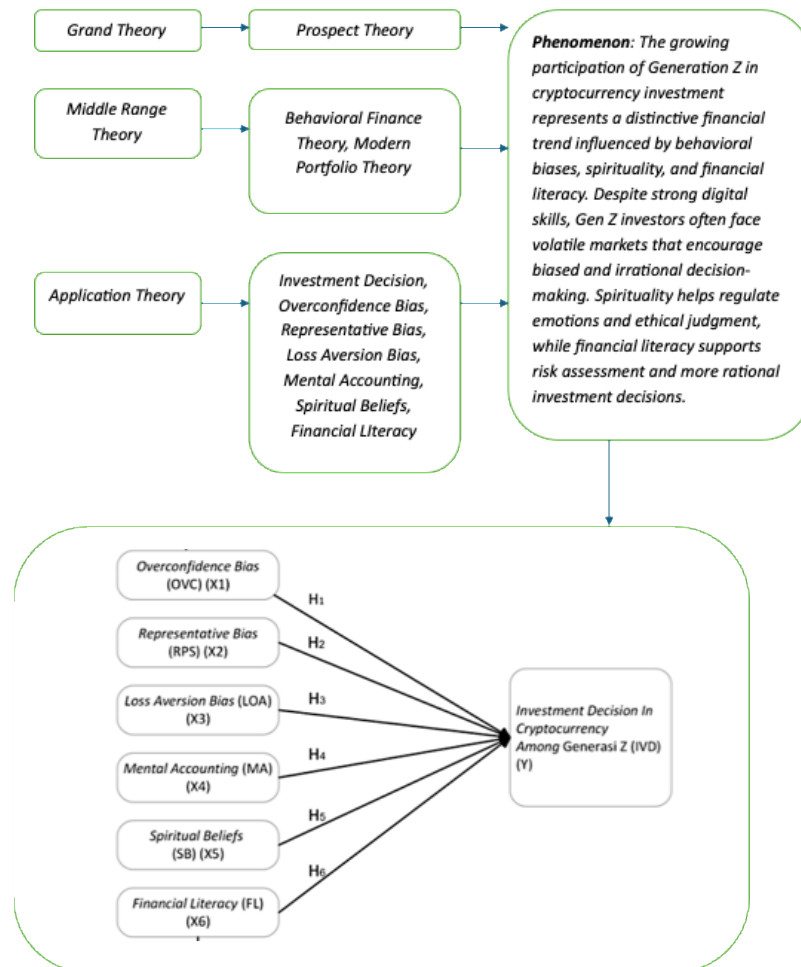 Grand Theory
Prospect Theory
Middle Range
Theory
Behavioral Finance
Theory, Modern
Portfolio Theory
Application Theory
Investment Decision,
Overconfidence Bias,
Representative Bias,
Loss Aversion Bias,
Mental Accounting,
Spiritual Beliefs,
Financial LIteracy
Phenomenon: The growing
participation of Generation Z in
cryptocurrency investment
represents a distinctive financial
trend influenced by behavioral
biases, spirituality, and financial
literacy. Despite strong digital
skills, Gen Z investors often face
volatile markets that encourage
biased and irrational decision-
making. Spirituality helps regulate
emotions and ethical judgment,
while financial literacy supports
risk assessment and more rational
investment decisions.
Overconfidence Bias
(OVC) (X1)
H1
Representative Bias
(RPS) (X2)
H2
Loss Aversion Bias (LOA)
(X3)
H3
Mental Accounting (MA)
(X4)
H4
Spiritual Beliefs
(SB) (X5)
H5
Financial Literacy (FL)
(X6)
H6
Investment Decision In
Cryptocurrency
Among Generasi Z (IVD)
(Y)